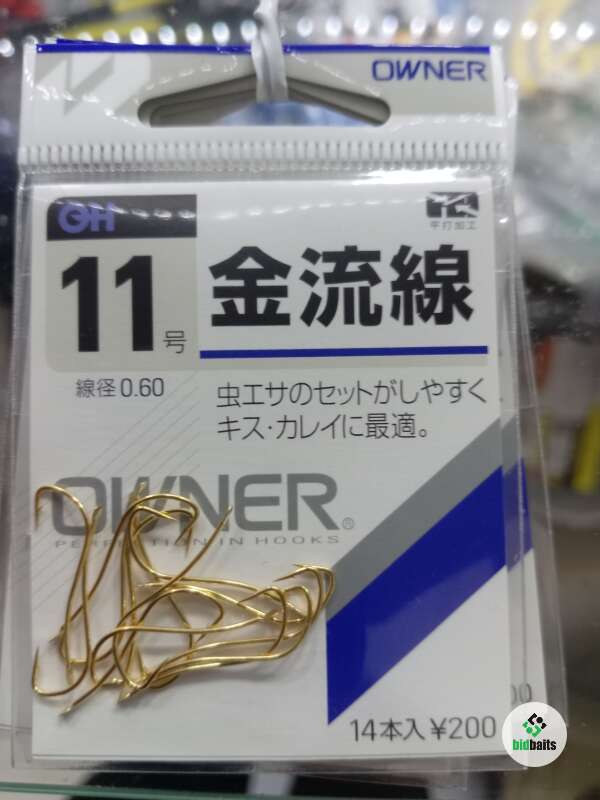 OWNER
OH
平打加工
11号
金流線
線径0.60
虫エサのセットがしやすく
キス・カレイに最適。
OWNER®
PERFECTION IN HOOKS
14本入¥200
00
bidbaits